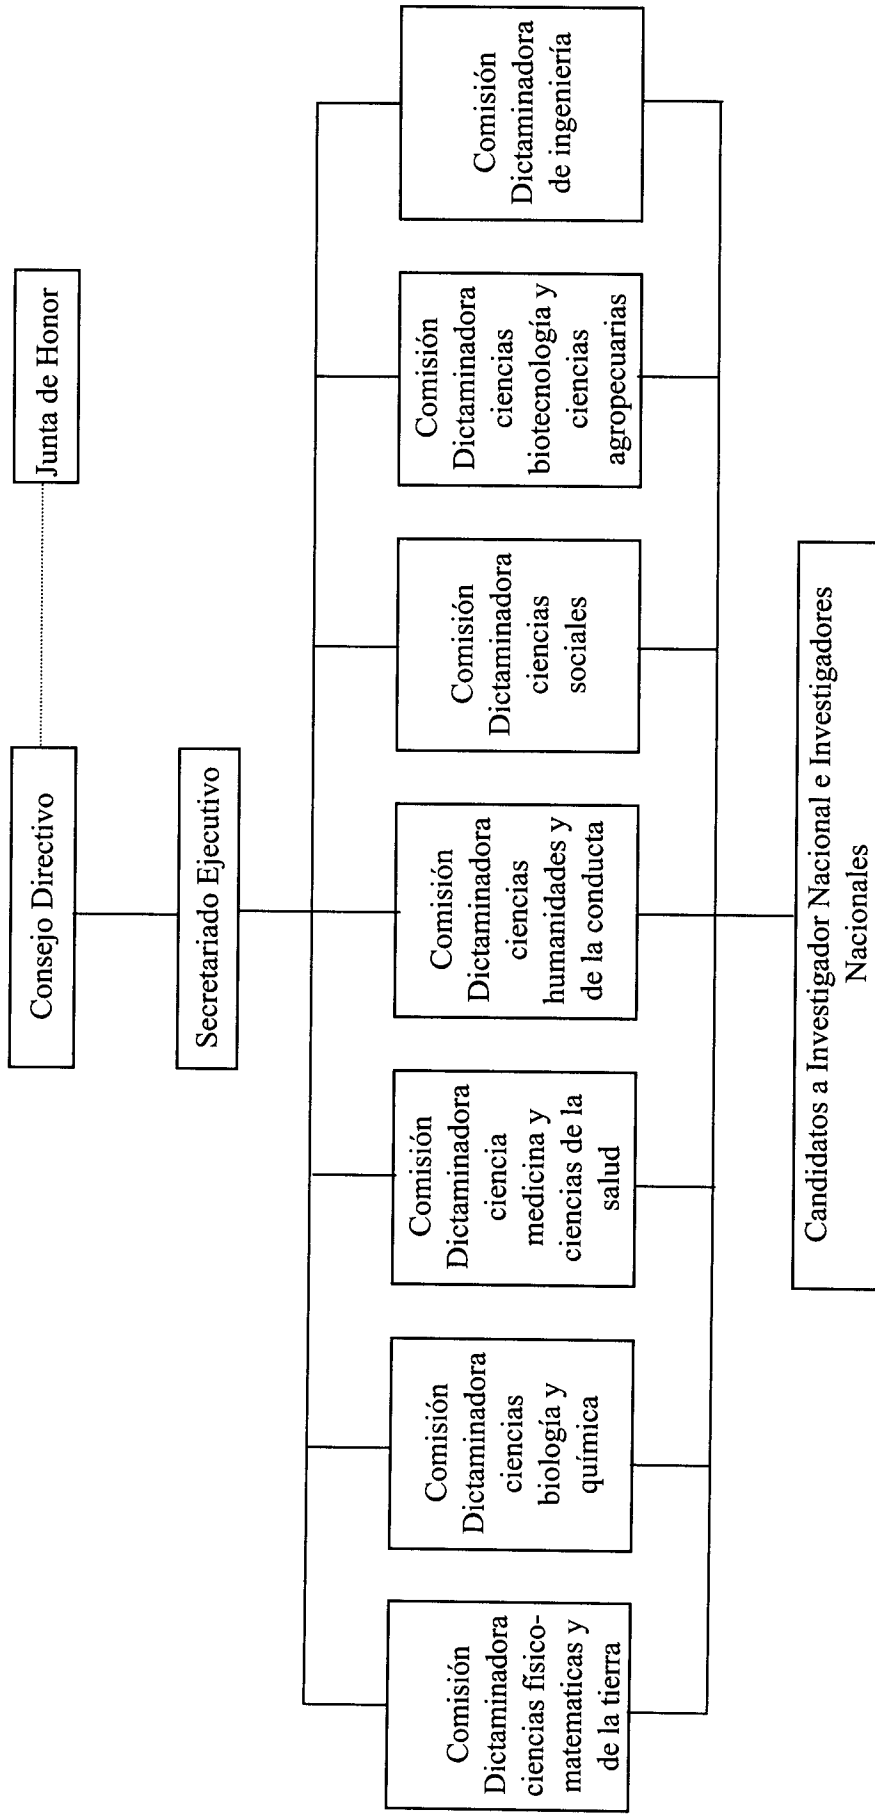 Consejo Directivo
Junta de Honor
Secretariado Ejecutivo
Comisión
Dictaminadora
ciencias físico-
matematicas y
de la tierra
Comisión
Dictaminadora
ciencias
biología y
química
Comisión
Dictaminadora
ciencia
medicina y
ciencias de la
salud
Comisión
Dictaminadora
ciencias
humanidades y
de la conducta
Comisión
Dictaminadora
ciencias
sociales
Comisión
Dictaminadora
ciencias
biotecnología y
ciencias
agropecuarias
Comisión
Dictaminadora
de ingeniería
Candidatos a Investigador Nacional e Investigadores
Nacionales